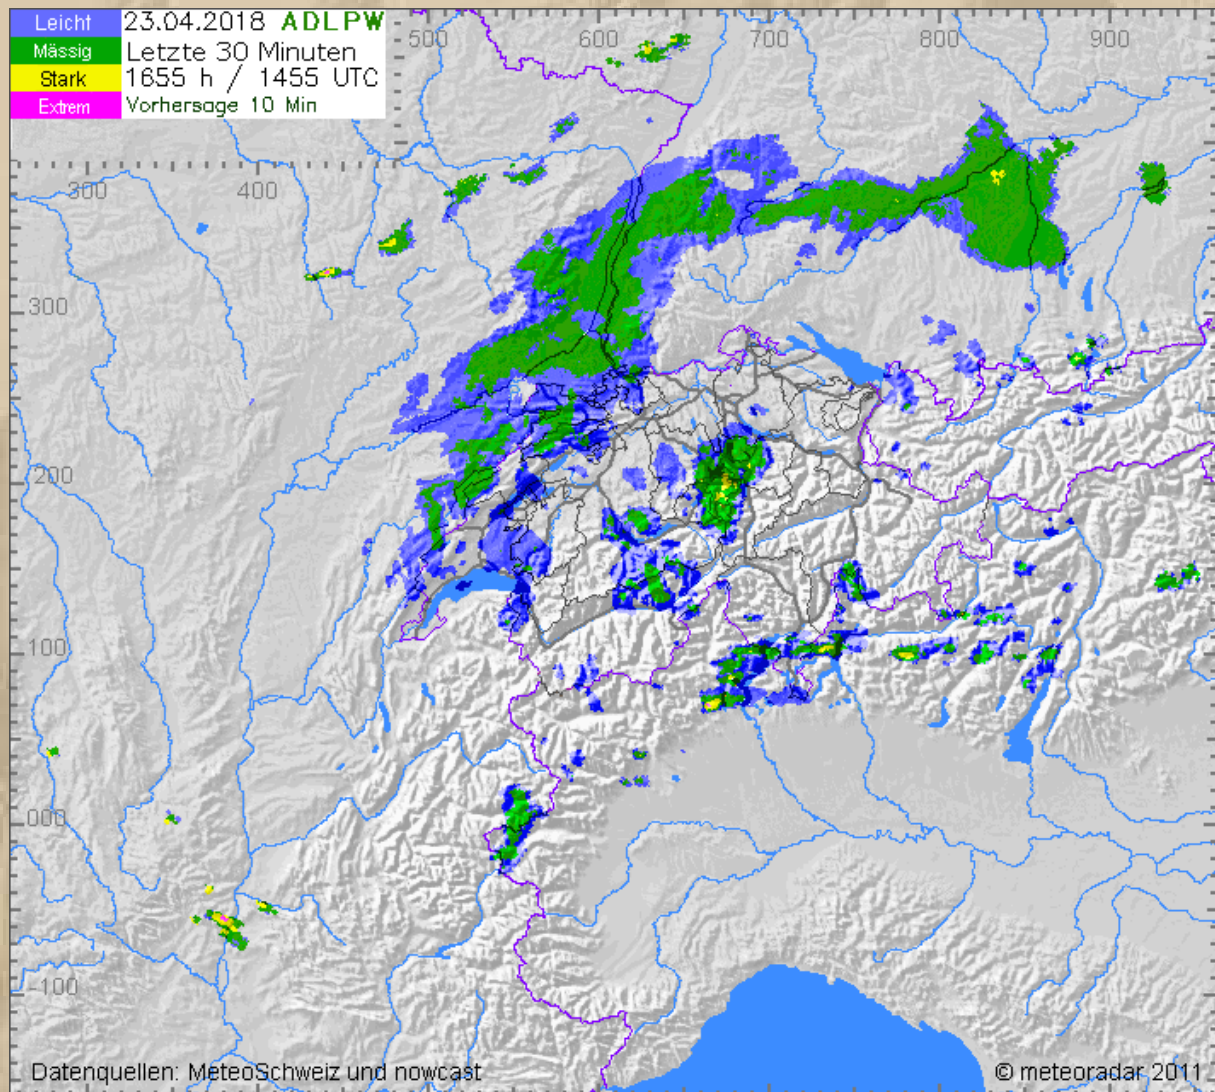 Leicht 23.04.2018 ADLPW
Mässig Letzte 30 Minuten
Stark 1655 h / 1455 UTC
Extrem Vorhersage 10 Min
500 600 700 800 900
300 400
300
200
100
000
-100
Datenquellen: MeteoSchweiz und nowcast © meteoradar 2011